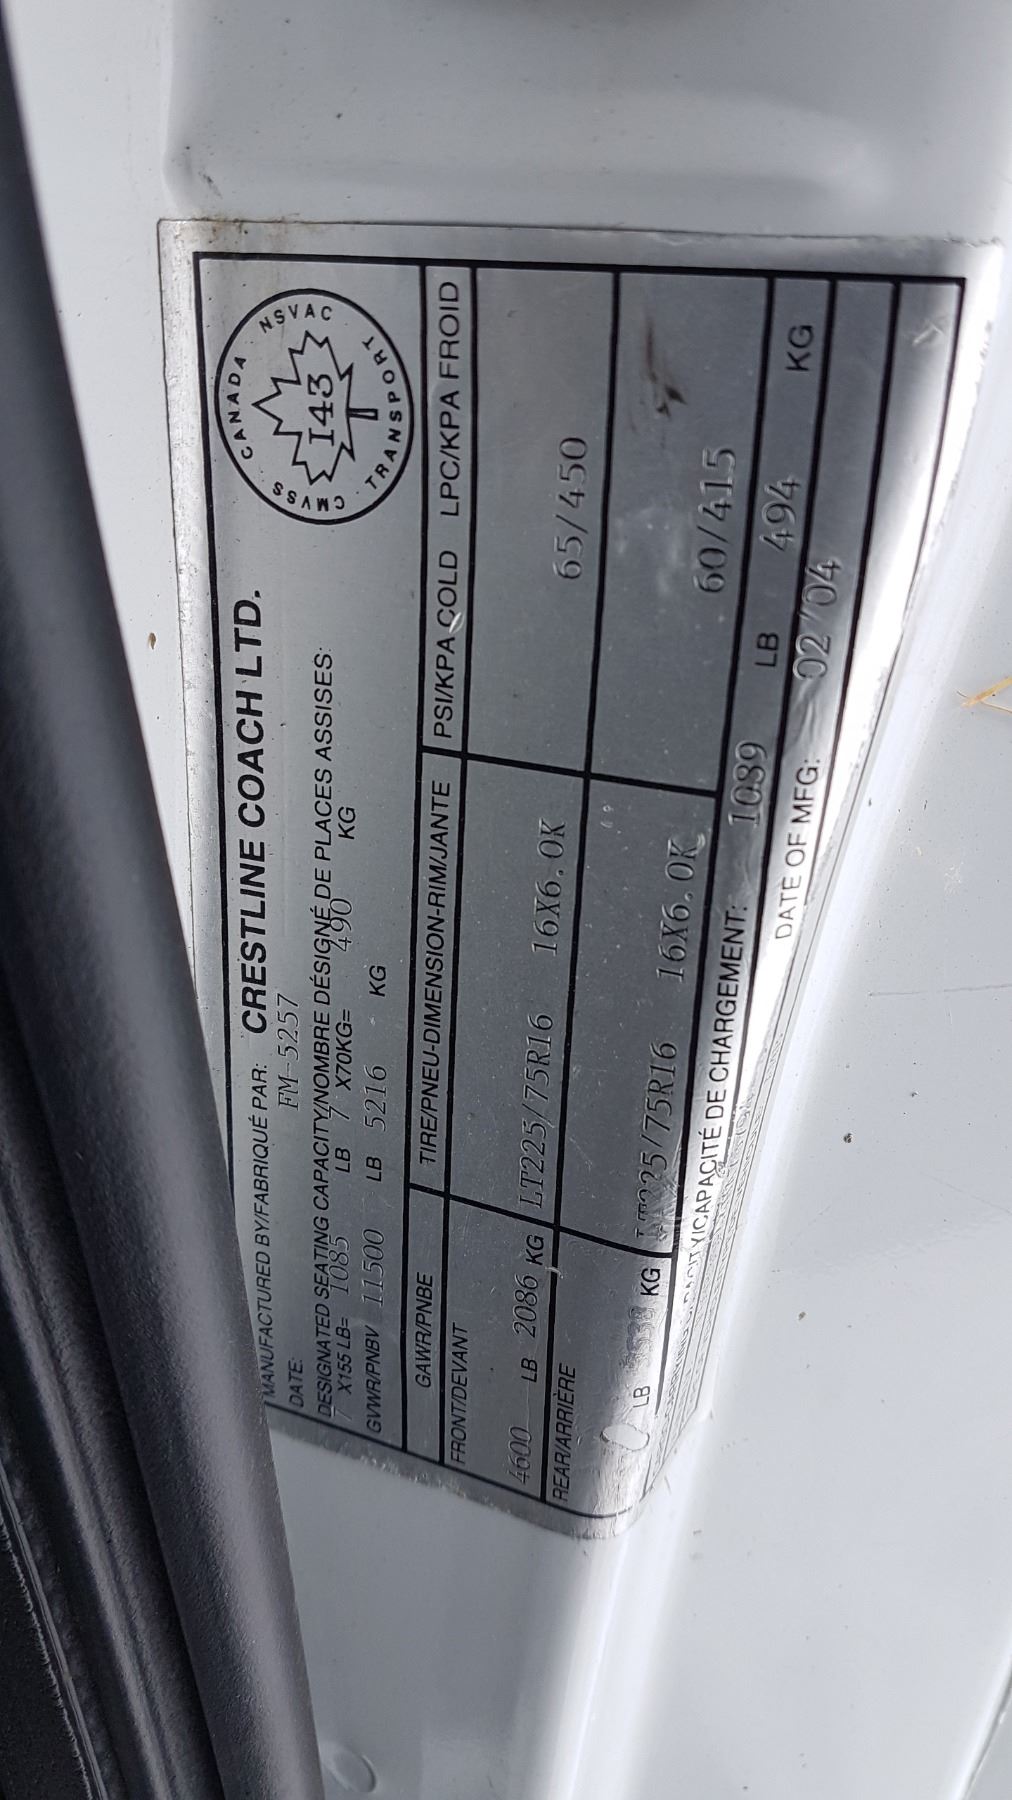 MANUFACTURED BY/FABRIQUÉ PAR: CRESTLINE COACH LTD.
CANADA NSVAC TRANSPORT CMVSS
143
DATE: FM-5257
DESIGNATED SEATING CAPACITY/NOMBRE DÉSIGNÉ DE PLACES ASSISES:
7 X155 LB= 1085 LB 7 X70KG= 490 KG
GVWR/PNBV 11500 LB 5216 KG
GAWR/PNBE TIRE/PNEU-DIMENSION-RIM/JANTE PSI/KPA COLD LPC/KPA FROID
FRONT/DEVANT
4600 LB 2086 KG LT225/75R16 16X6.0K 65/450
REAR/ARRIÈRE
LB KG 16X6.0K 60/415
CAPACITÉ DE CHARGEMENT: 1089 LB 494 KG
DATE OF MFG: 02/04